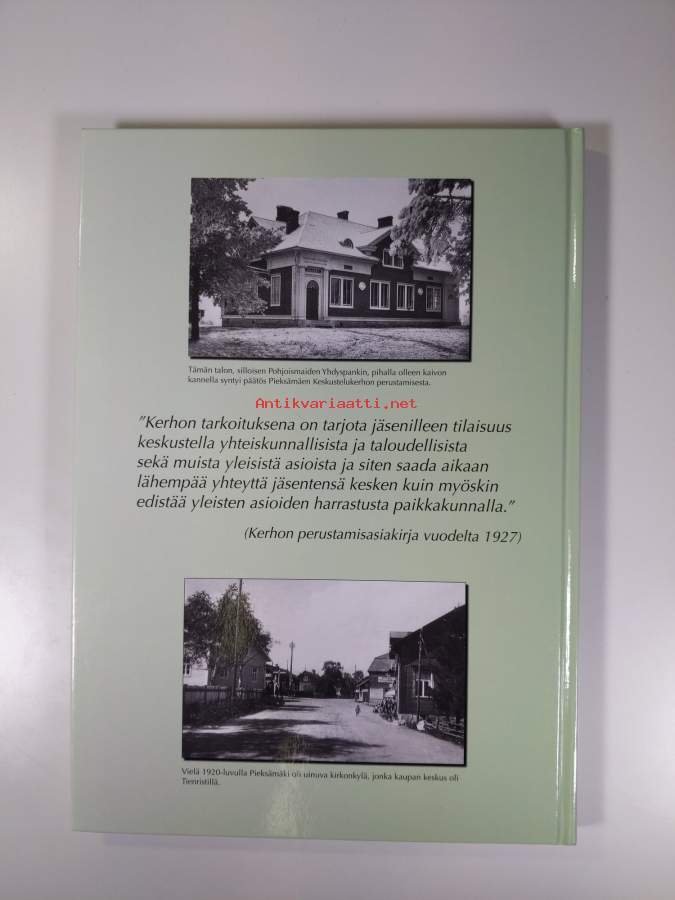 Tämän talon, silloisen Pohjoismaiden Yhdyspankin, pihalla olleen kaivon
kannella syntyi päätös Pieksämäen Keskustelukerhon perustamisesta.
Antikvariaatti.net
”Kerhon tarkoituksena on tarjota jäsenilleen tilaisuus
keskustella yhteiskunnallisista ja taloudellisista
sekä muista yleisistä asioista ja siten saada aikaan
lähempää yhteyttä jäsentensä kesken kuin myöskin
edistää yleisten asioiden harrastusta paikkakunnalla.”
(Kerhon perustamisasiakirja vuodelta 1927)
Vielä 1920-luvulla Pieksämäki oli uinuva kirkonkylä, jonka kaupan keskus oli
Tienristillä.